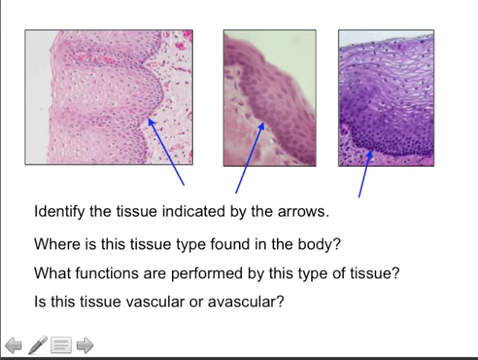 Identify the tissue indicated by the arrows.
Where is this tissue type found in the body?
What functions are performed by this type of tissue?
Is this tissue vascular or avascular?